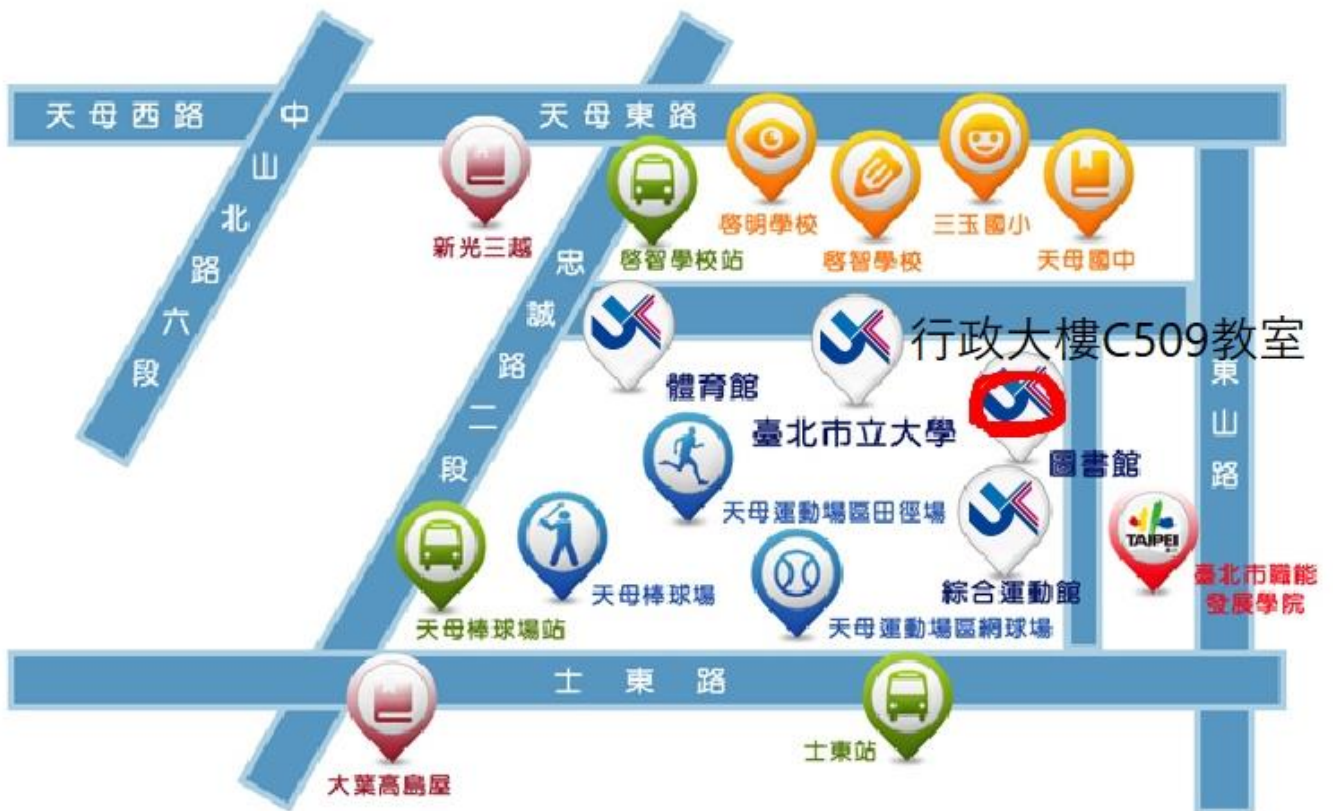 天母西路
天母東路
中山北路六段
忠誠路二段
新光三越
啓智學校站
啓明學校
啓智學校
三玉國小
天母國中
行政大樓C509教室
東山路
體育館
臺北市立大學
圖書館
天母運動場區田徑場
TAIPEI
臺北市職能
發展學院
天母棒球場
綜合運動館
天母棒球場站
天母運動場區網球場
士東路
士東站
大葉高島屋